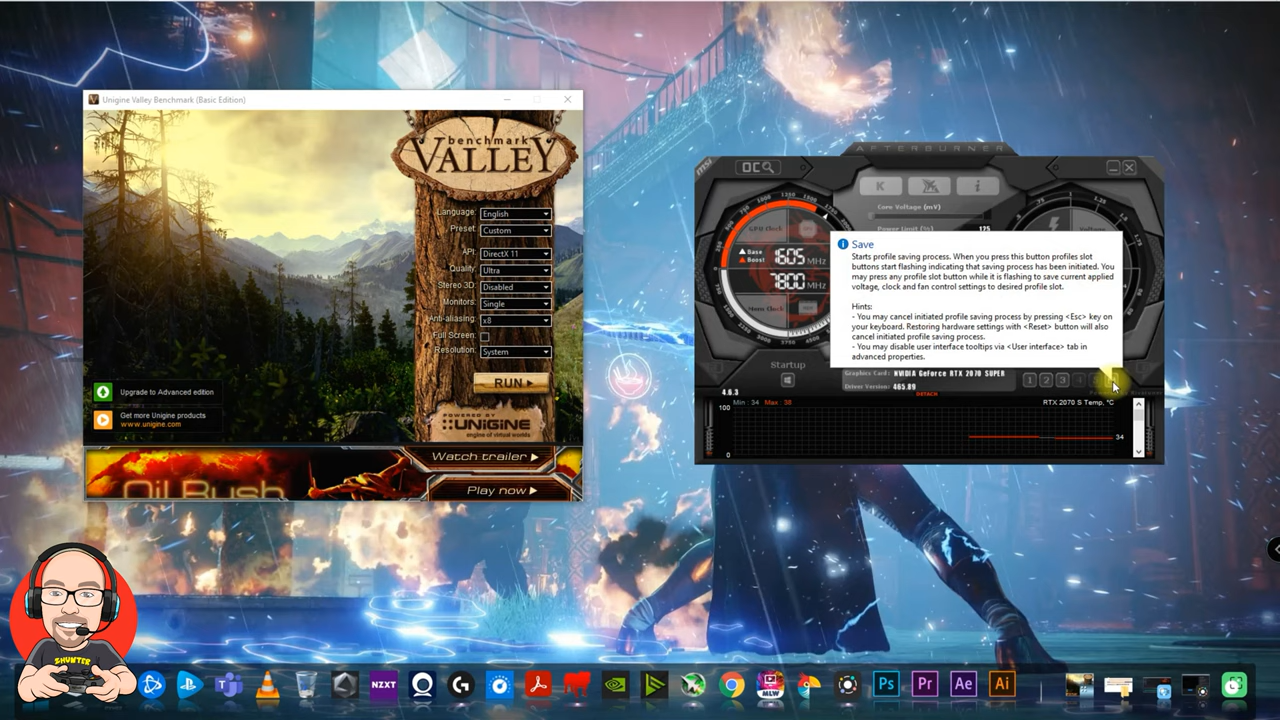 Unigine Valley Benchmark (Basic Edition)
benchmark
VALLEY
Language: English
Preset: Custom
API: DirectX 11
Quality: Ultra
Stereo 3D: Disabled
Monitors: Single
Anti-aliasing: x8
Full Screen:
Resolution: System
RUN
Upgrade to Advanced edition
Get more Unigine products
www.unigine.com
POWERED BY
UNIGINE
engine of virtual worlds
Oil Rush
Watch trailer
Play now
AFTERBURNER
msi
OC
K
i
Core Voltage (mV)
Power Limit (%) 125
GPU Clock
Base
Boost
1605 MHz
7800 MHz
Mem Clock
Voltage
Save
Starts profile saving process. When you press this button profiles slot
buttons start flashing indicating that saving process has been initiated. You
may press any profile slot button while it is flashing to save current applied
voltage, clock and fan control settings to desired profile slot.
Hints:
- You may cancel initiated profile saving process by pressing <Esc> key on
your keyboard. Restoring hardware settings with <Reset> button will also
cancel initiated profile saving process.
- You may disable user interface tooltips via <User interface> tab in
advanced properties.
Startup
Graphics Card: NVIDIA GeForce RTX 2070 SUPER
Driver Version: 465.89
1 2 3 4
4.6.3
DETACH
Min : 34 Max : 38
RTX 2070 S Temp, °C
100
34
0
ZHUNTER
NZXT
MLW
Ps
Pr
Ae
Ai